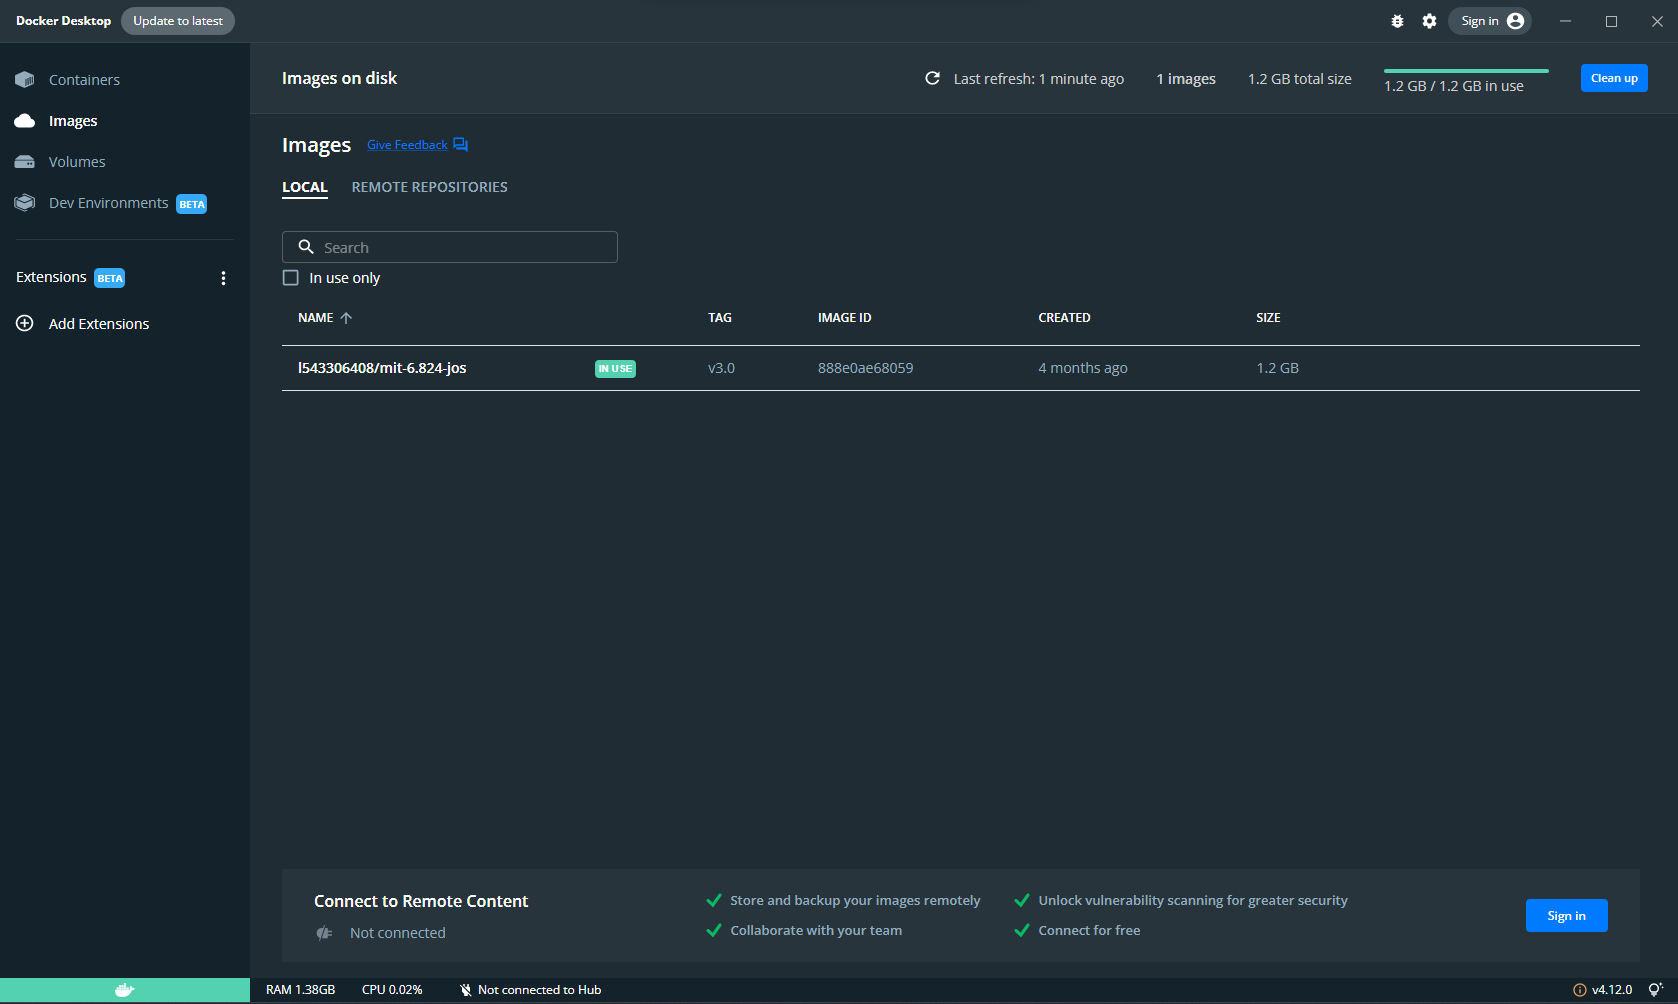 Docker Desktop Update to latest Sign in
Containers
Images
Volumes
Dev Environments BETA
Extensions BETA
Add Extensions
Images on disk Last refresh: 1 minute ago 1 images 1.2 GB total size 1.2 GB / 1.2 GB in use Clean up
Images Give Feedback
LOCAL REMOTE REPOSITORIES
Search
In use only
NAME TAG IMAGE ID CREATED SIZE
l543306408/mit-6.824-jos IN USE v3.0 888e0ae68059 4 months ago 1.2 GB
Connect to Remote Content
Not connected
Store and backup your images remotely
Collaborate with your team
Unlock vulnerability scanning for greater security
Connect for free
Sign in
RAM 1.38GB CPU 0.02% Not connected to Hub v4.12.0